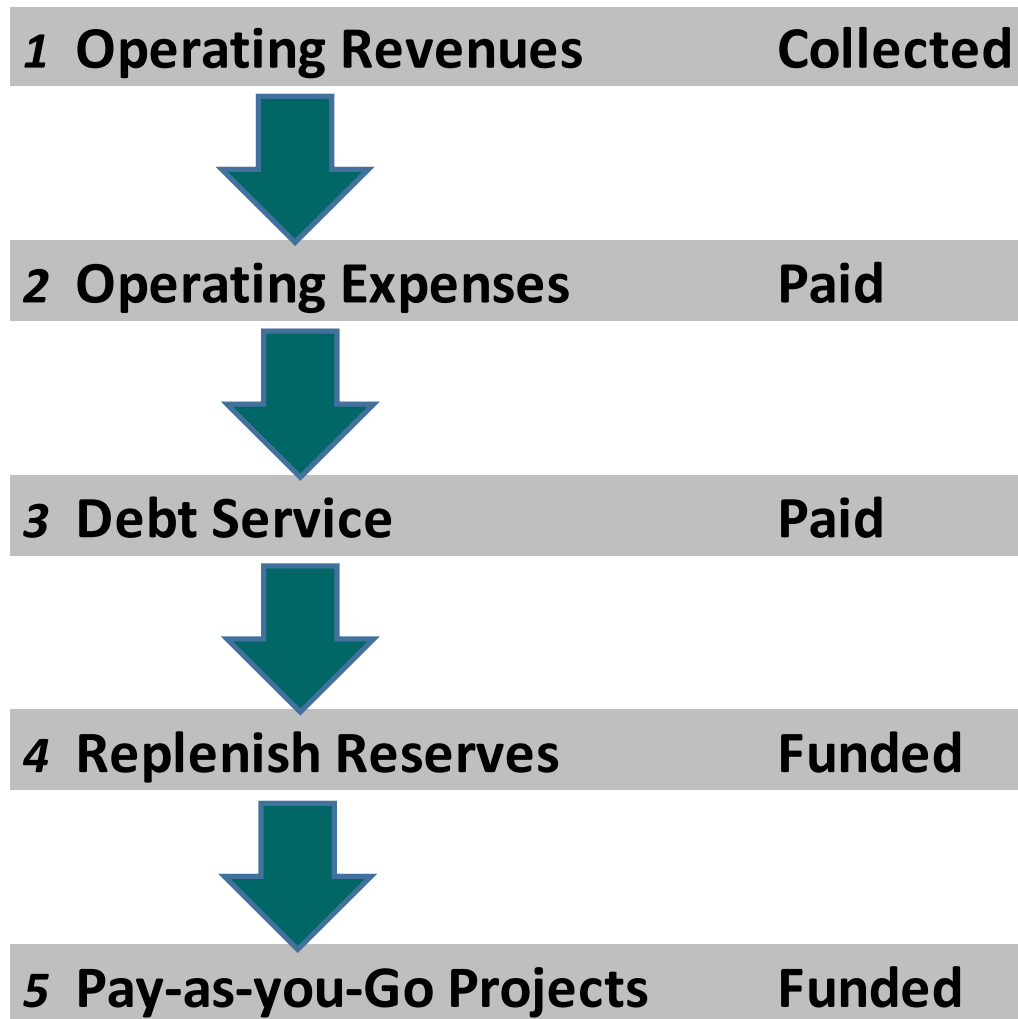 1 Operating Revenues Collected
2 Operating Expenses Paid
3 Debt Service Paid
4 Replenish Reserves Funded
5 Pay-as-you-Go Projects Funded